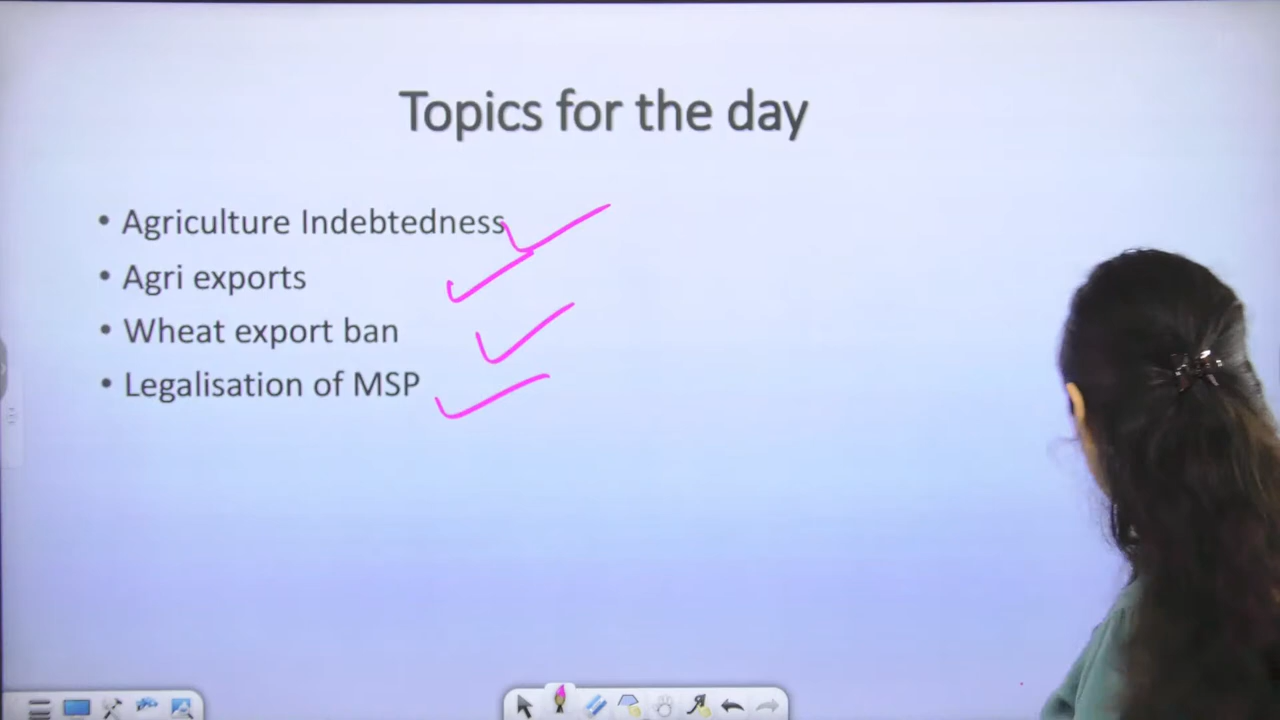 Topics for the day
• Agriculture Indebtedness
• Agri exports
• Wheat export ban
• Legalisation of MSP